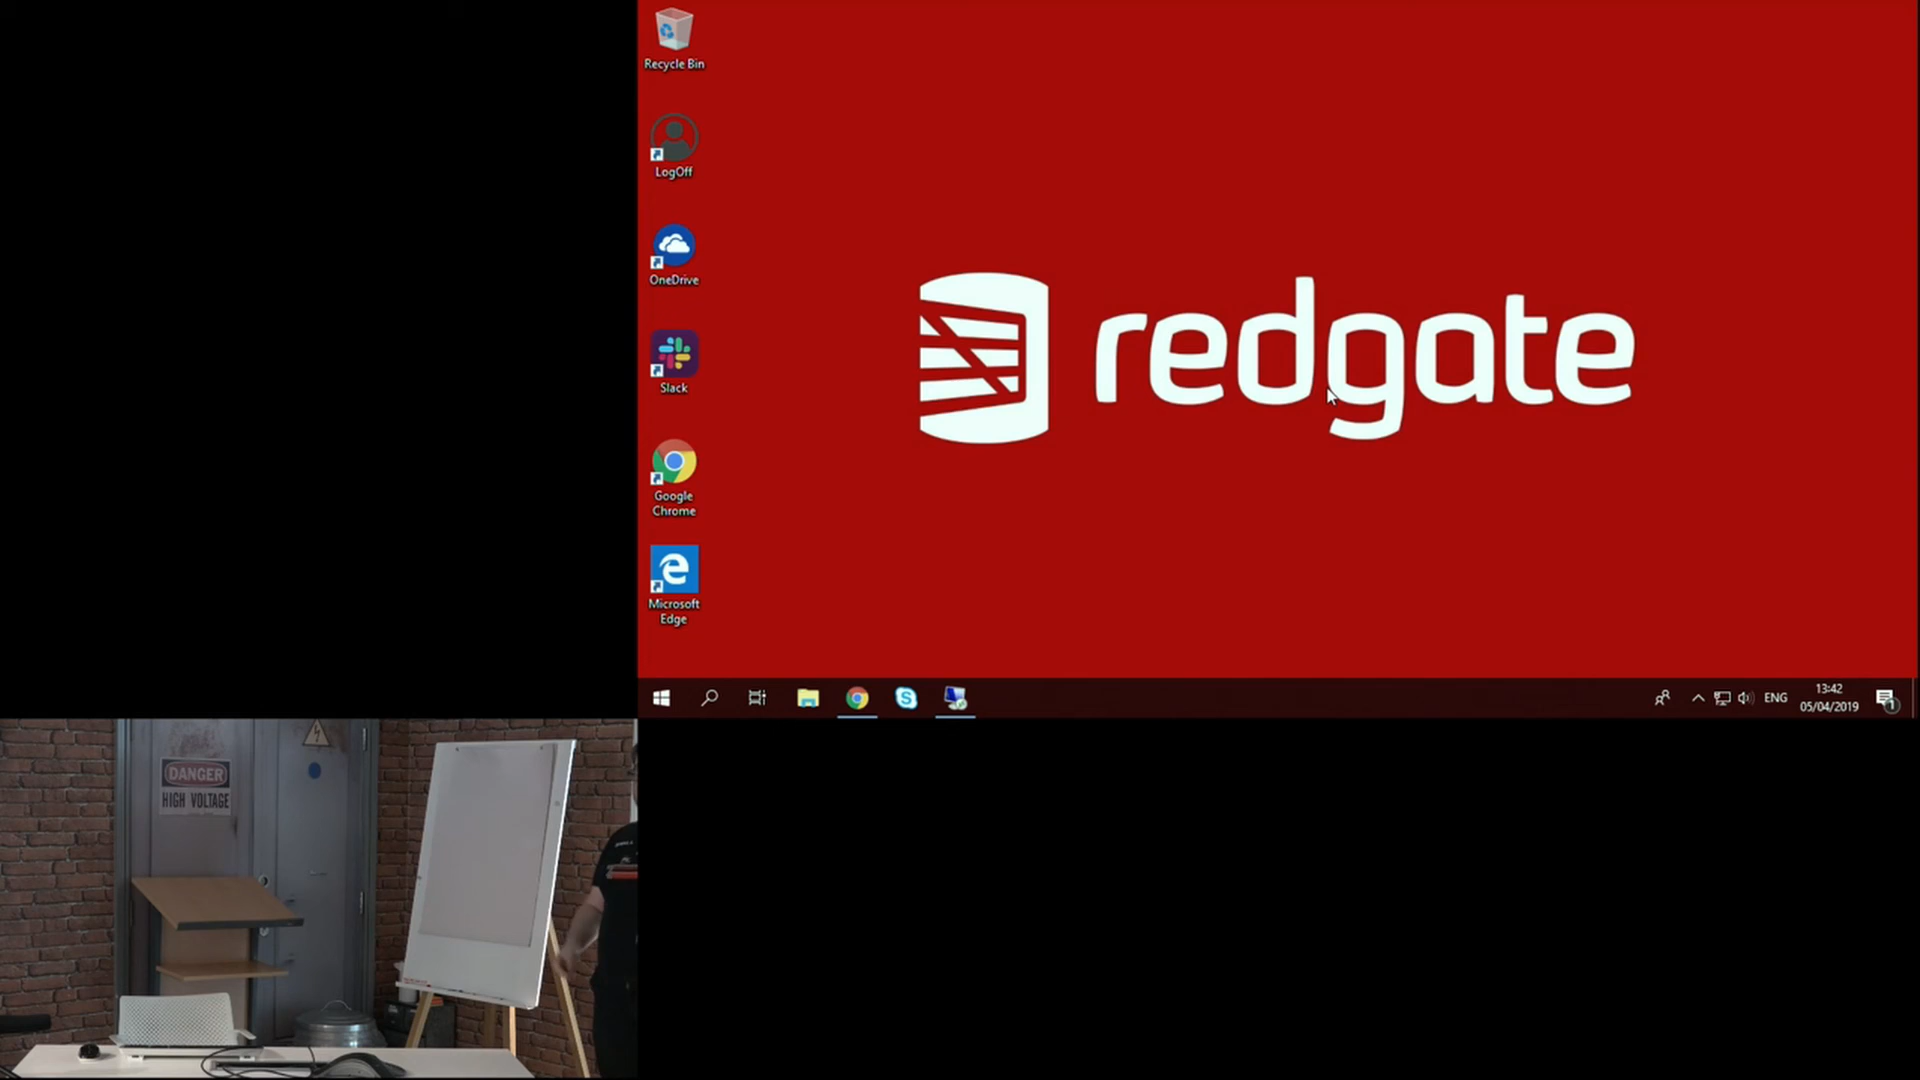 Recycle Bin
LogOff
OneDrive
Slack
Google
Chrome
Microsoft
Edge
redgate
ENG
13:42
05/04/2019
1
DANGER
HIGH VOLTAGE